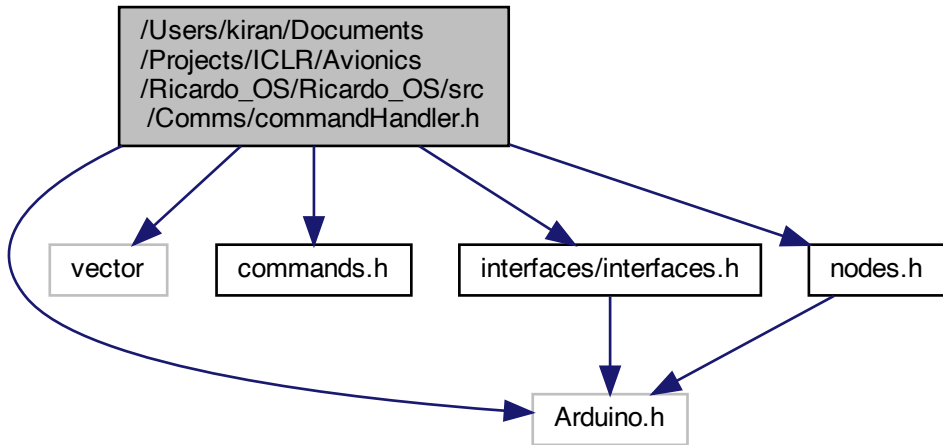 /Users/kiran/Documents
/Projects/ICLR/Avionics
/Ricardo_OS/Ricardo_OS/src
/Comms/commandHandler.h
vector
commands.h
interfaces/interfaces.h
nodes.h
Arduino.h